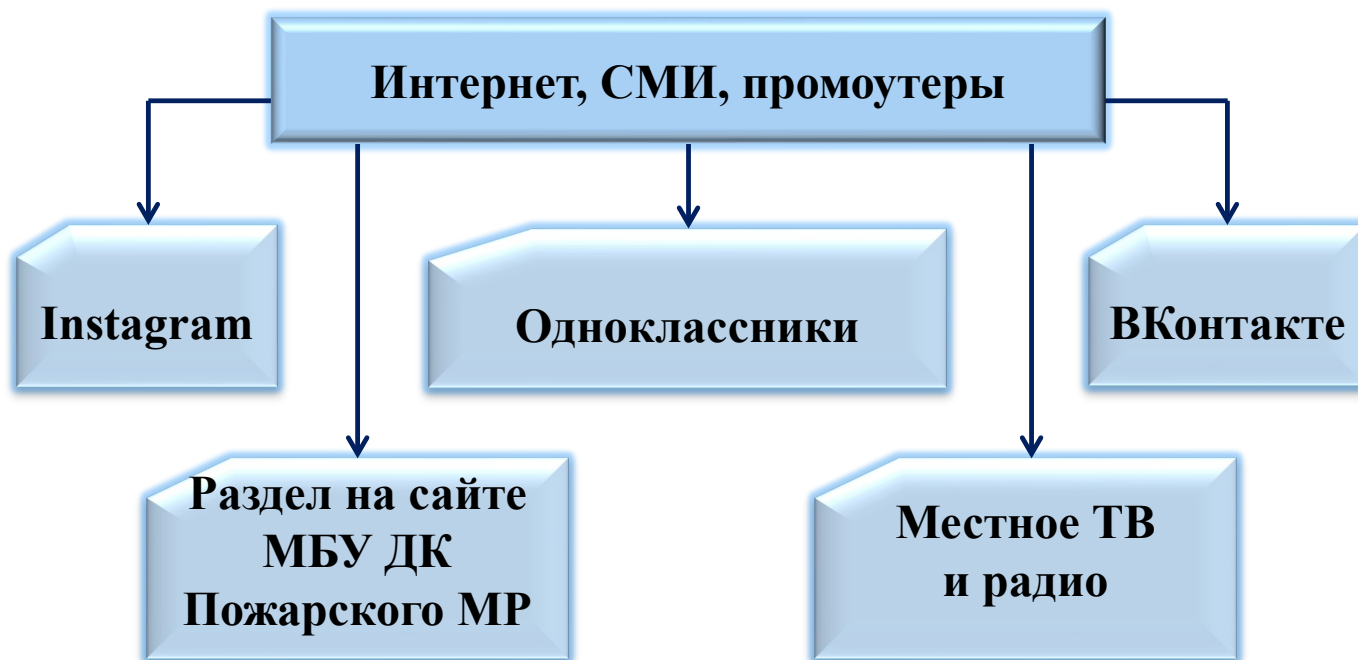 Интернет, СМИ, промоутеры
Instagram
Одноклассники
ВКонтакте
Раздел на сайте
МБУ ДК
Пожарского МР
Местное ТВ
и радио